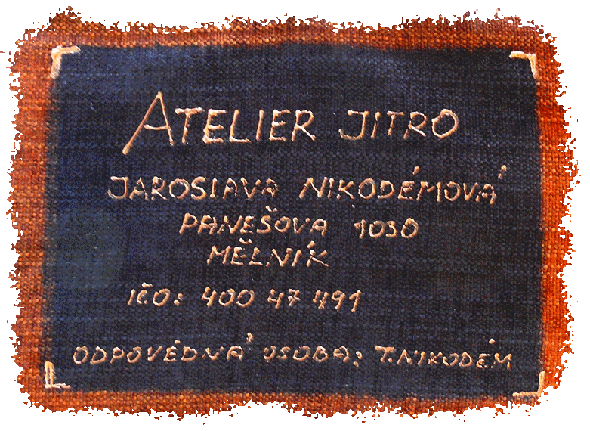 ATELIER JITRO
JAROSLAVA NIKODÉMOVÁ
PANEŠOVA 1030
MĚLNÍK
IČO: 400 47 491
ODPOVĚDNÁ OSOBA: T.NIKODÉM